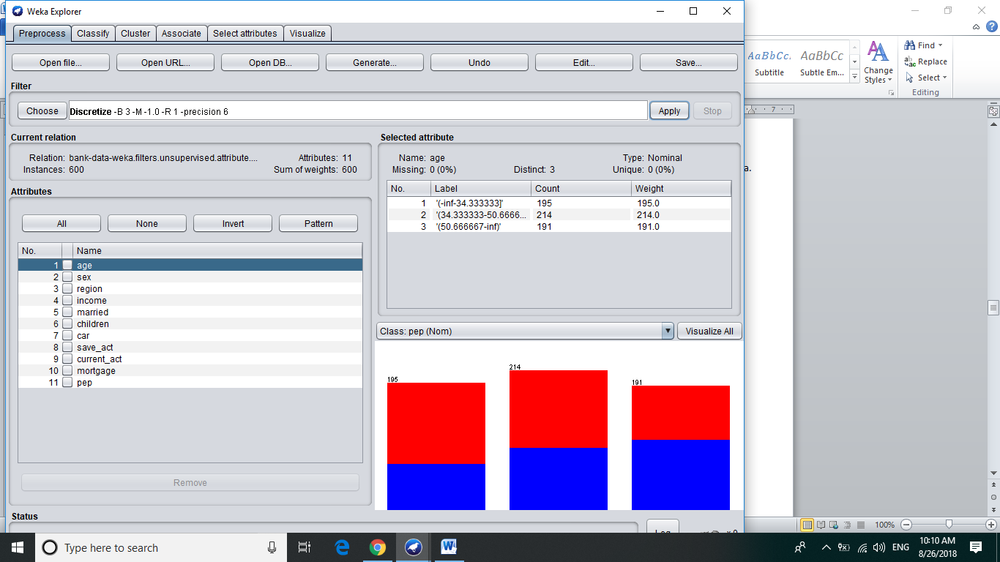 Weka Explorer
Preprocess Classify Cluster Associate Select attributes Visualize
Open file... Open URL... Open DB... Generate... Undo Edit... Save...
Filter
Choose Discretize -B 3 -M -1.0 -R 1 -precision 6 Apply Stop
Current relation
Relation: bank-data-weka.filters.unsupervised.attribute.... Attributes: 11
Instances: 600 Sum of weights: 600
Attributes
All None Invert Pattern
No. Name
1 age
2 sex
3 region
4 income
5 married
6 children
7 car
8 save_act
9 current_act
10 mortgage
11 pep
Remove
Status
Selected attribute
Name: age Type: Nominal
Missing: 0 (0%) Distinct: 3 Unique: 0 (0%)
No. Label Count Weight
1 '(-inf-34.333333]' 195 195.0
2 '(34.333333-50.6666... 214 214.0
3 '(50.666667-inf)' 191 191.0
Class: pep (Nom) Visualize All
195 214 191
Log x 0
AaBbCc. AaBbCc
Subtitle Subtle Em...
Change
Styles
Find
Replace
Select
Editing
7
a.
100%
Type here to search
ENG
10:10 AM
8/26/2018